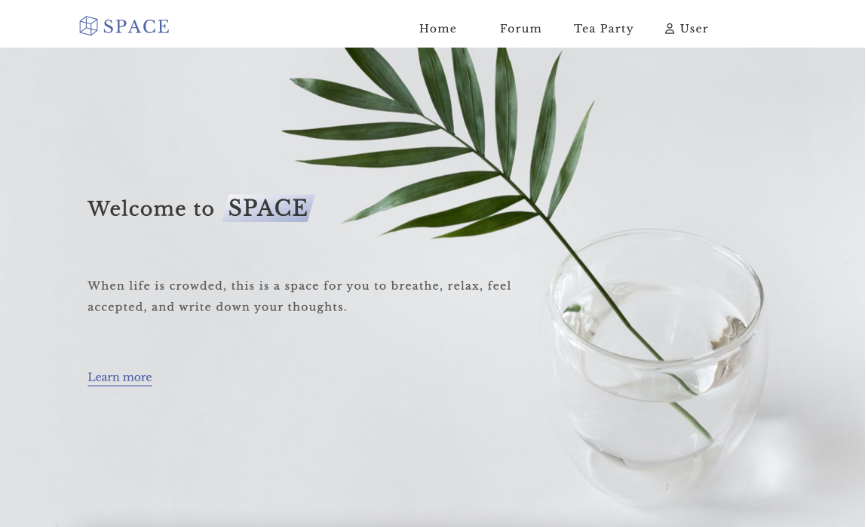 SPACE
Home Forum Tea Party User
Welcome to SPACE
When life is crowded, this is a space for you to breathe, relax, feel
accepted, and write down your thoughts.
Learn more